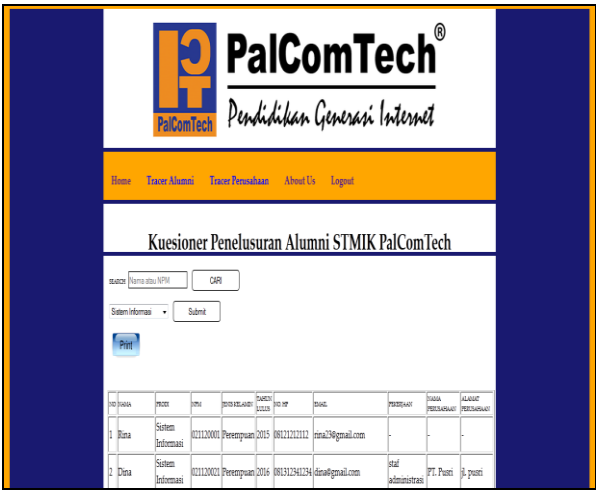 PalComTech®
PalComTech
Pendidikan Generasi Internet
Home Tracer Alumni Tracer Perusahaan About Us Logout
Kuesioner Penelusuran Alumni STMIK PalComTech
SEARCH Nama atau NPM CARI
Sistem Informasi Submit
Print
NO NAMA PRODI NPM JENIS KELAMIN TAHUN LULUS NO HP EMAIL PEKERJAAN NAMA PERUSAHAAN ALAMAT PERUSAHAAN
1 Rina Sistem Informasi 021120001 Perempuan 2015 08121212112 rina23@gmail.com - - -
2 Dina Sistem Informasi 021120021 Perempuan 2016 081312341234 dina@gmail.com staf administrasi PT. Pusri jl. pusri